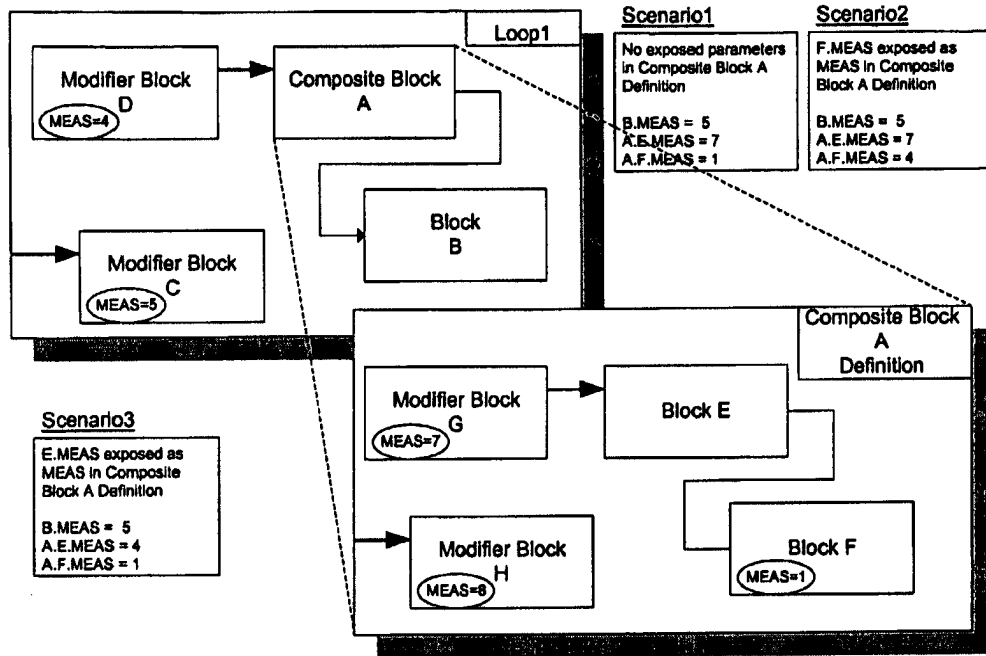 Loop1
Modifier Block
D
MEAS=4
Composite Block
A
Block
B
Modifier Block
C
MEAS=5
Scenario1
No exposed parameters
in Composite Block A
Definition
B.MEAS = 5
A.E.MEAS = 7
A.F.MEAS = 1
Scenario2
F.MEAS exposed as
MEAS in Composite
Block A Definition
B.MEAS = 5
A.E.MEAS = 7
A.F.MEAS = 4
Composite Block
A
Definition
Modifier Block
G
MEAS=7
Block E
Modifier Block
H
MEAS=8
Block F
MEAS=1
Scenario3
E.MEAS exposed as
MEAS in Composite
Block A Definition
B.MEAS = 5
A.E.MEAS = 4
A.F.MEAS = 1